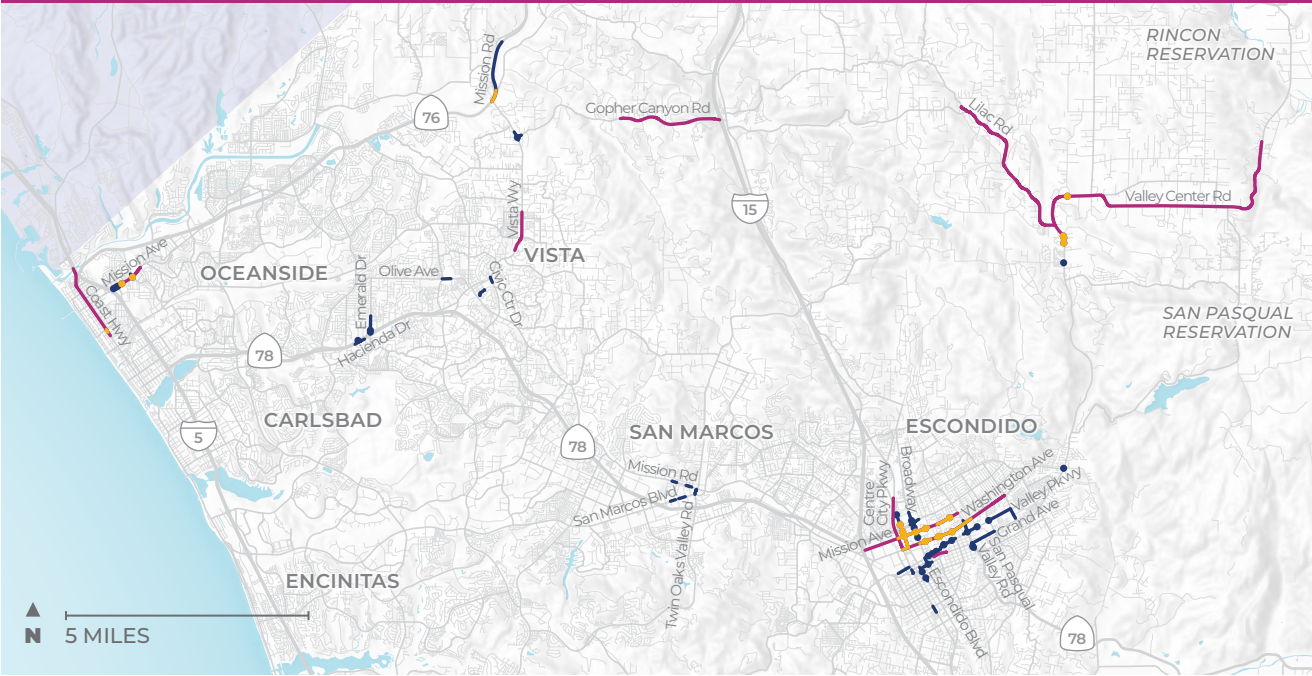 RINCON
RESERVATION
Mission Rd
76
Gopher Canyon Rd
Lilac Rd
Valley Center Rd
Vista Wy
15
VISTA
Mission Ave
OCEANSIDE
Emerald Dr
Olive Ave
Civic Ctr Dr
Coast Hwy
Hacienda Dr
78
SAN PASQUAL
RESERVATION
CARLSBAD
5
78
SAN MARCOS
ESCONDIDO
Mission Rd
San Marcos Blvd
Twin Oaks Valley Rd
Centre
City Pkwy
Broadway
Washington Ave
Valley Pkwy
Grand Ave
Mission Ave
San Pasqual
Valley Rd
Escondido Blvd
78
ENCINITAS
N
5 MILES